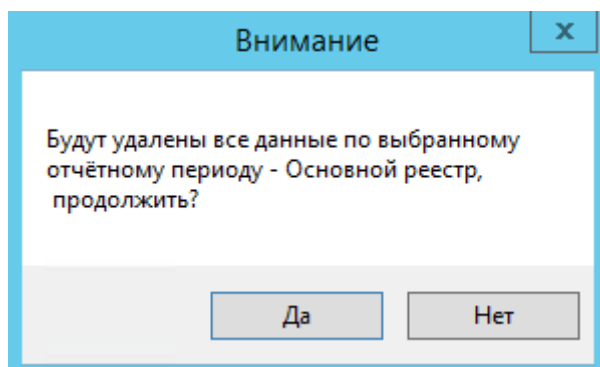 Внимание
x
Будут удалены все данные по выбранному
отчётному периоду - Основной реестр,
продолжить?
Да
Нет